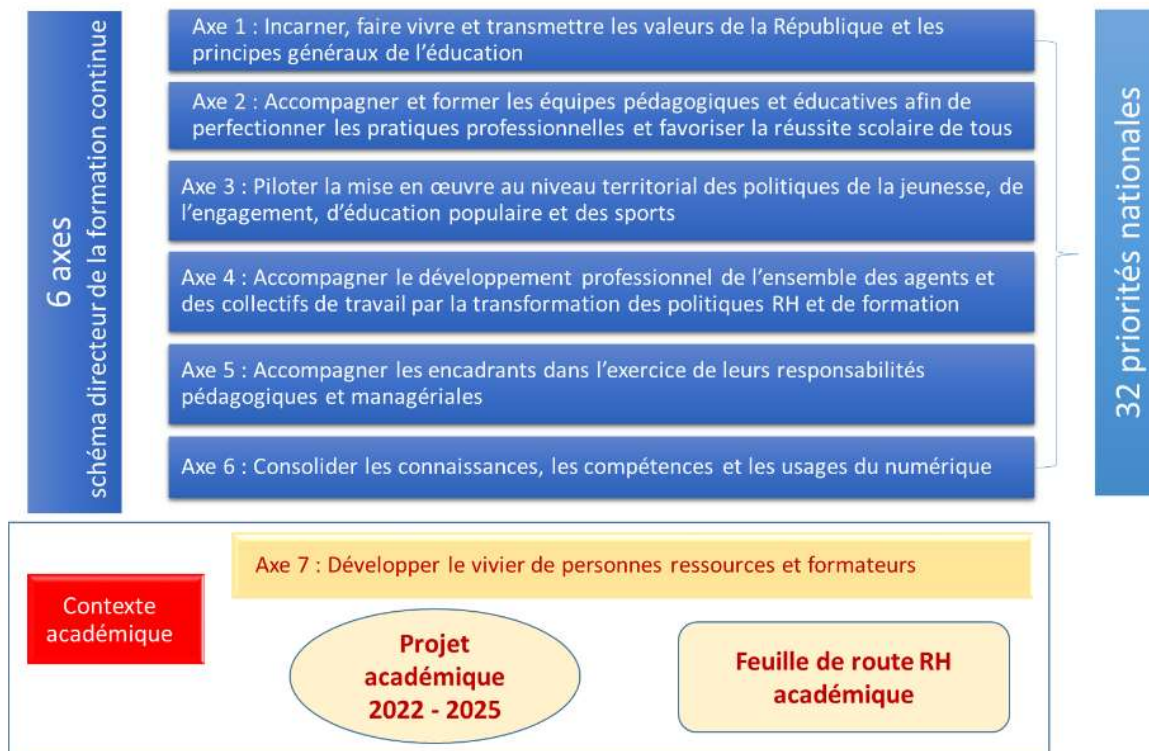 6 axes
schéma directeur de la formation continue
Axe 1 : Incarner, faire vivre et transmettre les valeurs de la République et les
principes généraux de l'éducation
Axe 2 : Accompagner et former les équipes pédagogiques et éducatives afin de
perfectionner les pratiques professionnelles et favoriser la réussite scolaire de tous
Axe 3 : Piloter la mise en œuvre au niveau territorial des politiques de la jeunesse, de
l'engagement, d'éducation populaire et des sports
Axe 4 : Accompagner le développement professionnel de l'ensemble des agents et
des collectifs de travail par la transformation des politiques RH et de formation
Axe 5 : Accompagner les encadrants dans l'exercice de leurs responsabilités
pédagogiques et managériales
Axe 6 : Consolider les connaissances, les compétences et les usages du numérique
32 priorités nationales
Contexte
académique
Axe 7 : Développer le vivier de personnes ressources et formateurs
Projet
académique
2022 - 2025
Feuille de route RH
académique